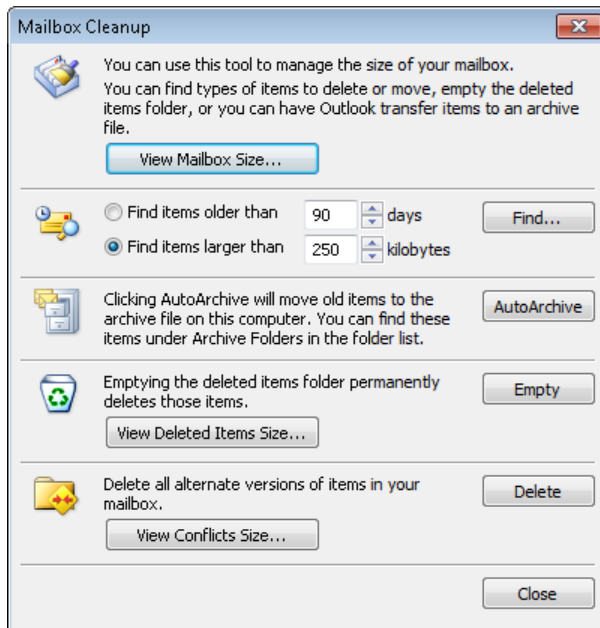 Mailbox Cleanup
You can use this tool to manage the size of your mailbox.
You can find types of items to delete or move, empty the deleted
items folder, or you can have Outlook transfer items to an archive
file.
View Mailbox Size...
Find items older than 90 days
Find...
Find items larger than 250 kilobytes
Clicking AutoArchive will move old items to the
archive file on this computer. You can find these
items under Archive Folders in the folder list.
AutoArchive
Emptying the deleted items folder permanently
deletes those items.
Empty
View Deleted Items Size...
Delete all alternate versions of items in your
mailbox.
Delete
View Conflicts Size...
Close